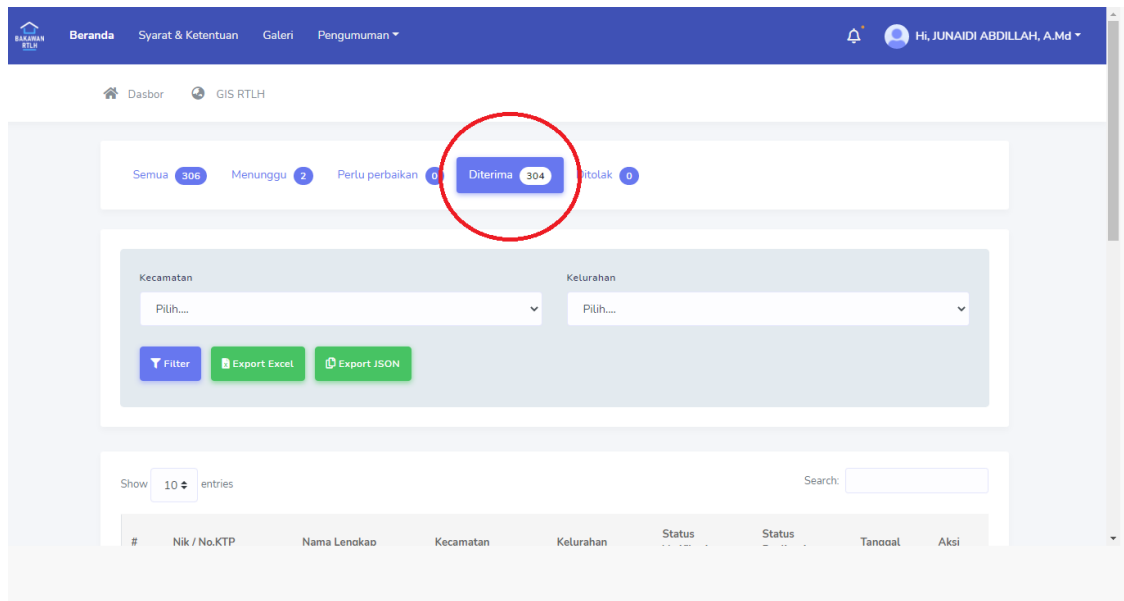 BAKAWAN
RTLH
Beranda Syarat & Ketentuan Galeri Pengumuman Hi, JUNAIDI ABDILLAH, A.Md
Dasbor GIS RTLH
Semua 306 Menunggu 2 Perlu perbaikan 0 Diterima 304 Ditolak 0
Kecamatan Kelurahan
Pilih.... Pilih....
Filter Export Excel Export JSON
Show 10 entries Search:
# Nik / No.KTP Nama Lengkap Kecamatan Kelurahan Status Status Tanggal Aksi